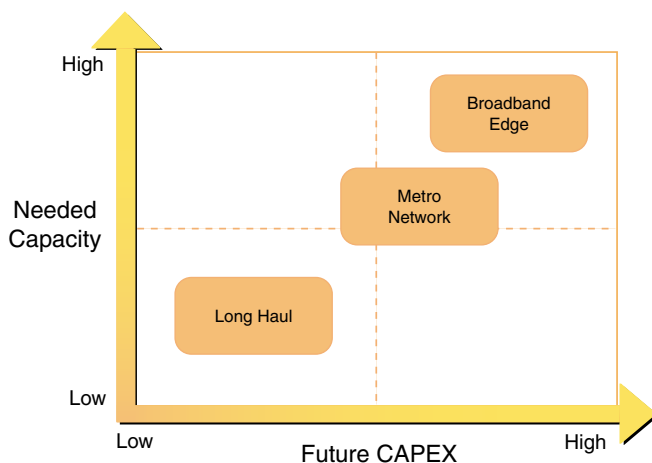 High
Broadband
Edge
Metro
Network
Needed
Capacity
Long Haul
Low
Low
Future CAPEX
High